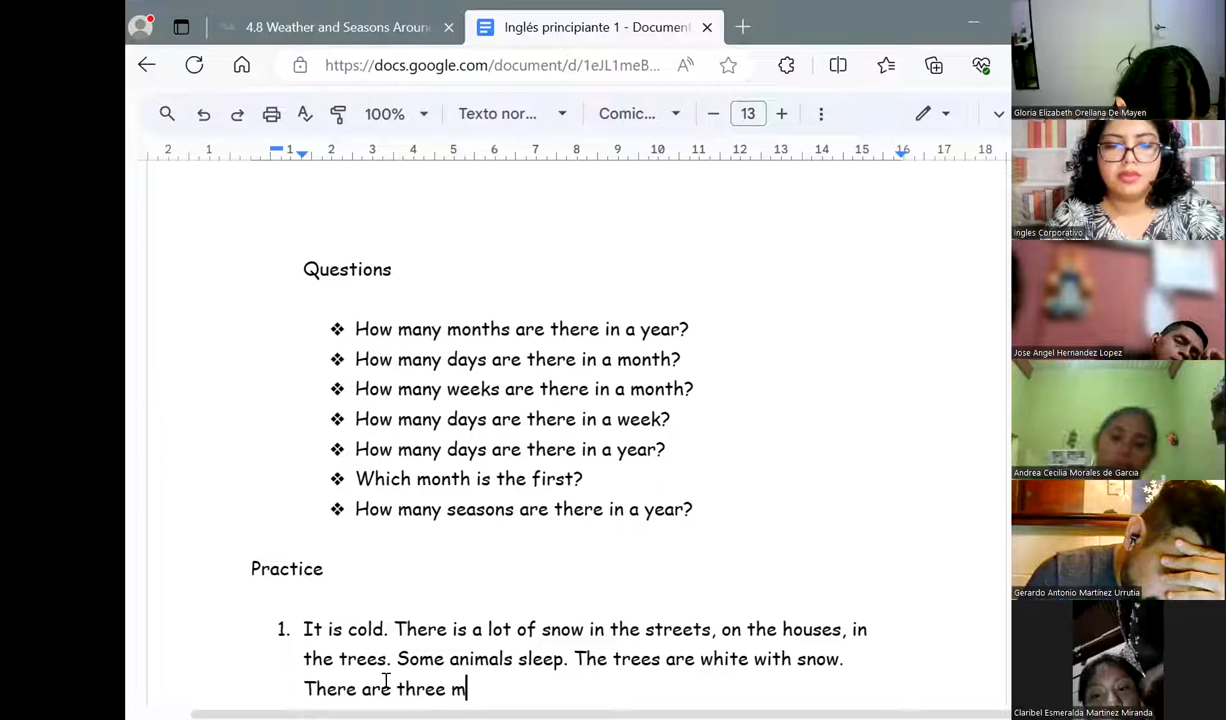 4.8 Weather and Seasons Aroun
Inglés principiante 1 - Document
https://docs.google.com/document/d/1eJL1meB...
100%
Texto nor...
Comic...
13
2 1 1 2 3 4 5 6 7 8 9 10 11 12 13 14 15 16 17 18
Questions
❖ How many months are there in a year?
❖ How many days are there in a month?
❖ How many weeks are there in a month?
❖ How many days are there in a week?
❖ How many days are there in a year?
❖ Which month is the first?
❖ How many seasons are there in a year?
Practice
1. It is cold. There is a lot of snow in the streets, on the houses, in
the trees. Some animals sleep. The trees are white with snow.
There are three m
Gloria Elizabeth Orellana De Mayen
Ingles Corporativo
Jose Angel Hernandez Lopez
Andrea Cecilia Morales de Garcia
Gerardo Antonio Martínez Urrutia
Claribel Esmeralda Martinez Miranda